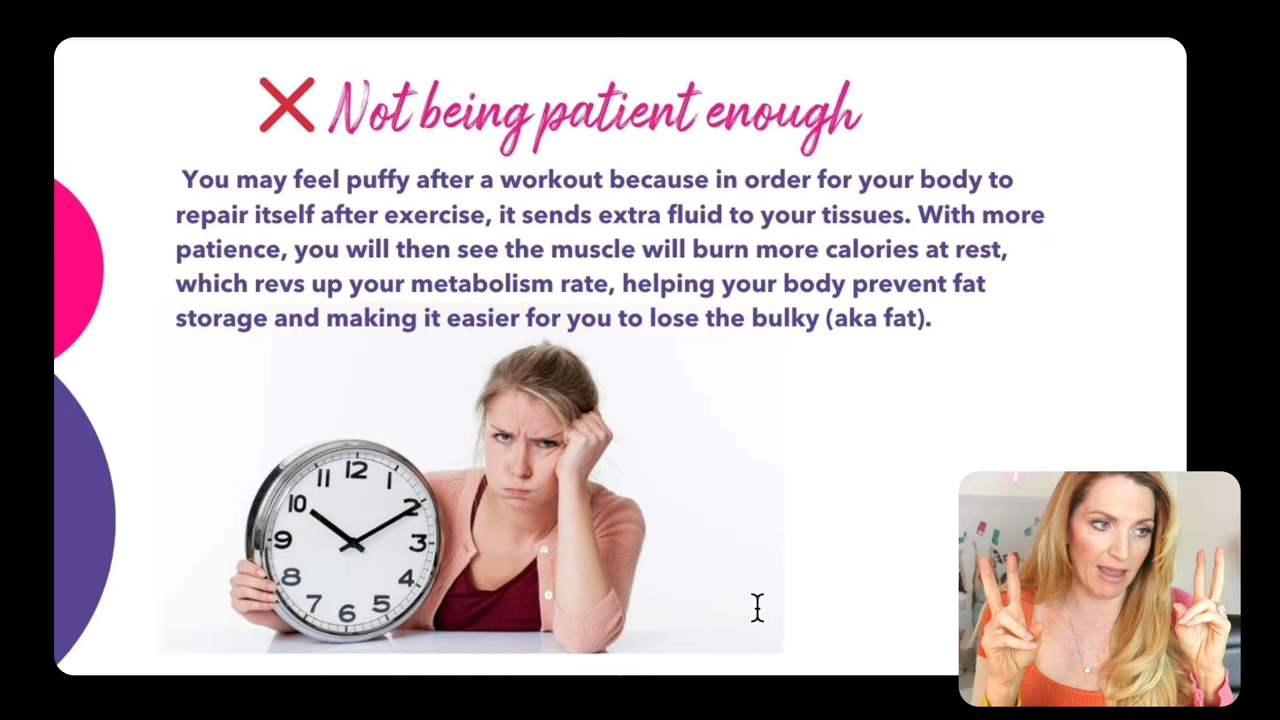 ❌ Not being patient enough
You may feel puffy after a workout because in order for your body to
repair itself after exercise, it sends extra fluid to your tissues. With more
patience, you will then see the muscle will burn more calories at rest,
which revs up your metabolism rate, helping your body prevent fat
storage and making it easier for you to lose the bulky (aka fat).
12
11 1
10 2
9 3
8 4
7 5
6